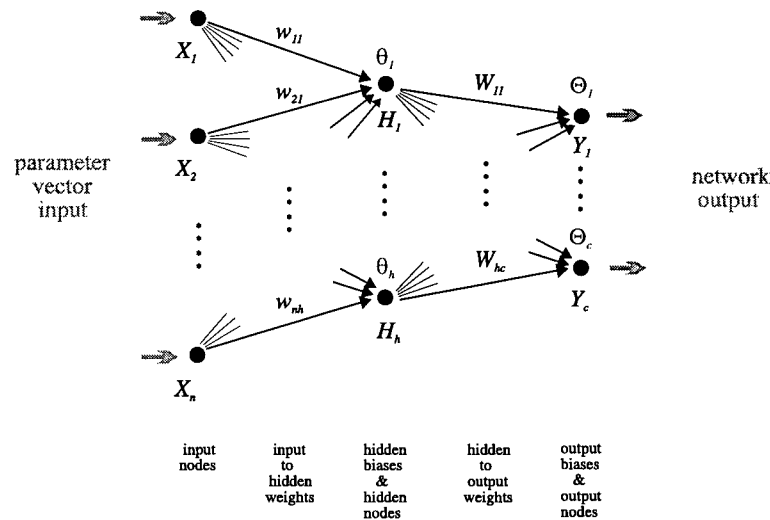 X1
w11
θ1
H1
W11
Θ1
Y1
w21
X2
parameter
vector
input
network
output
θh
Whc
Θc
Yc
wnh
Hh
Xn
input
nodes
input
to
hidden
weights
hidden
biases
&
hidden
nodes
hidden
to
output
weights
output
biases
&
output
nodes